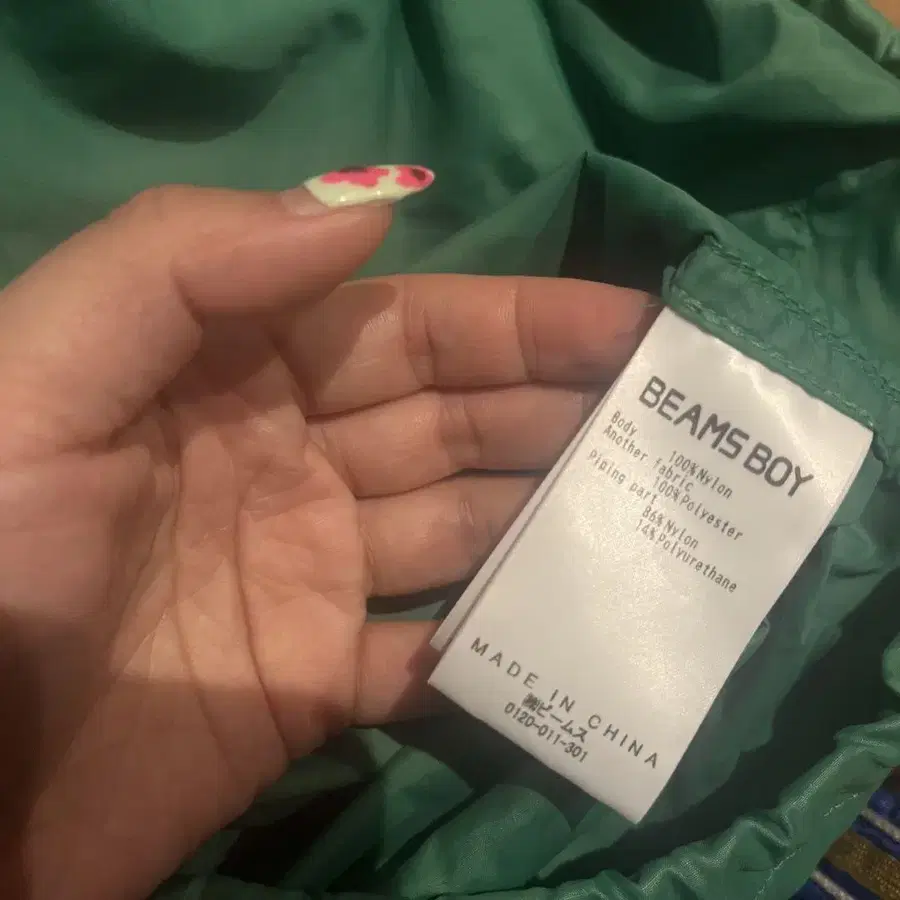 BEAMS BOY
Body
100%Nylon
Another fabric
100%Polyester
Piping part
86%Nylon
14%Polyurethane
MADE IN CHINA
㈱ビームス
0120-011-301